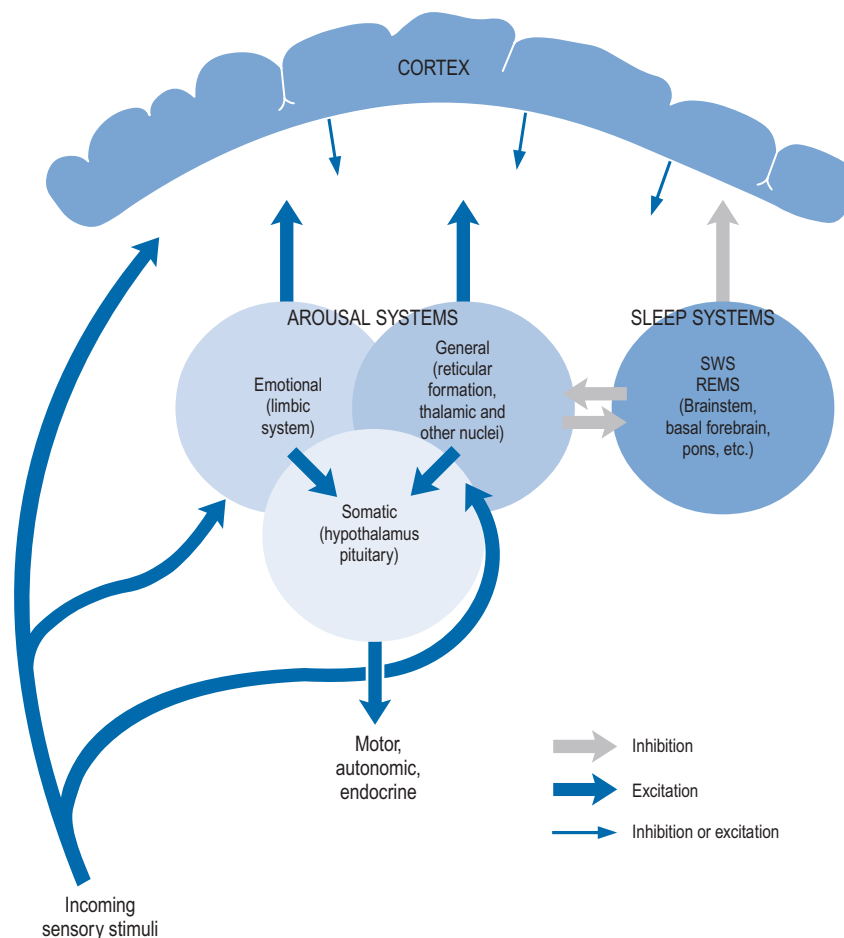 CORTEX
AROUSAL SYSTEMS
SLEEP SYSTEMS
Emotional
(limbic
system)
General
(reticular
formation,
thalamic and
other nuclei)
SWS
REMS
(Brainstem,
basal forebrain,
pons, etc.)
Somatic
(hypothalamus
pituitary)
Motor,
autonomic,
endocrine
Inhibition
Excitation
Inhibition or excitation
Incoming
sensory stimuli